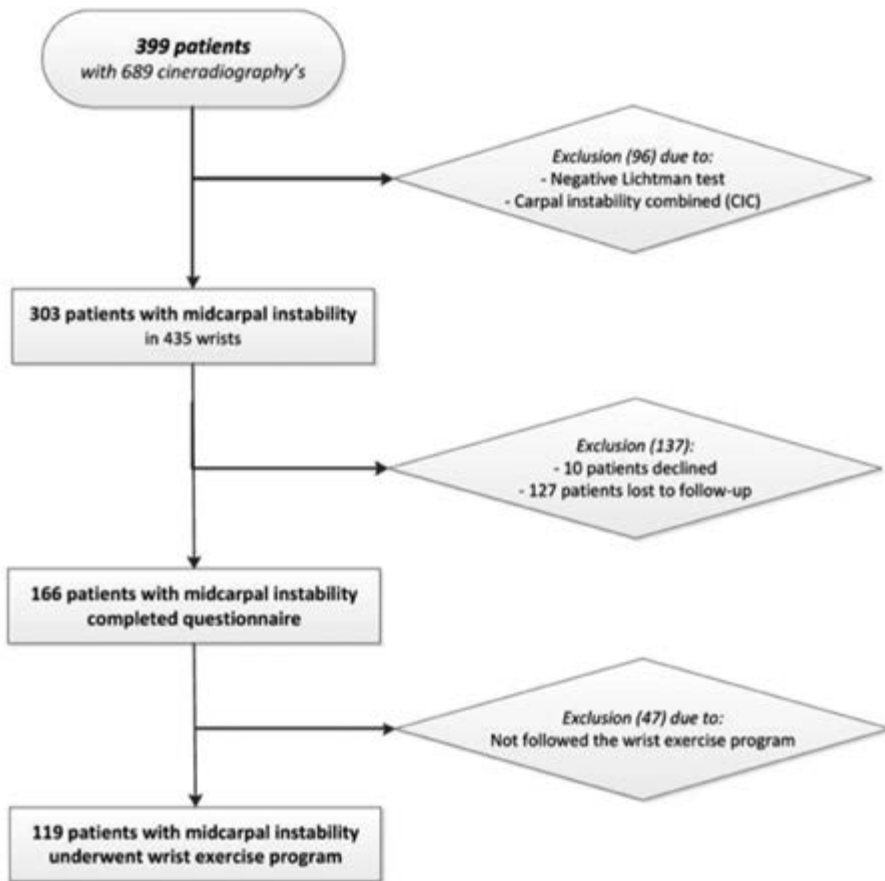 399 patients
with 689 cineradiography's
Exclusion (96) due to:
- Negative Lichtman test
- Carpal instability combined (CIC)
303 patients with midcarpal instability
in 435 wrists
Exclusion (137):
- 10 patients declined
- 127 patients lost to follow-up
166 patients with midcarpal instability
completed questionnaire
Exclusion (47) due to:
Not followed the wrist exercise program
119 patients with midcarpal instability
underwent wrist exercise program